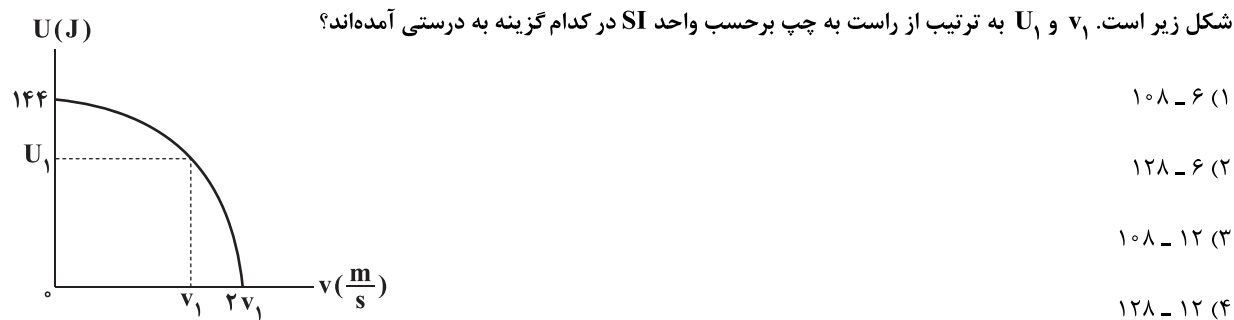 شکل زیر است. v₁ و U₁ به ترتیب از راست به چپ برحسب واحد SI در کدام گزینه به درستی آمده‌اند؟
۱) ۶ ـ ۱۰۸
۲) ۶ ـ ۱۲۸
۳) ۱۲ ـ ۱۰۸
۴) ۱۲ ـ ۱۲۸
U(J)
۱۴۴
U₁
۰
v₁
۲v₁
v(m/s)